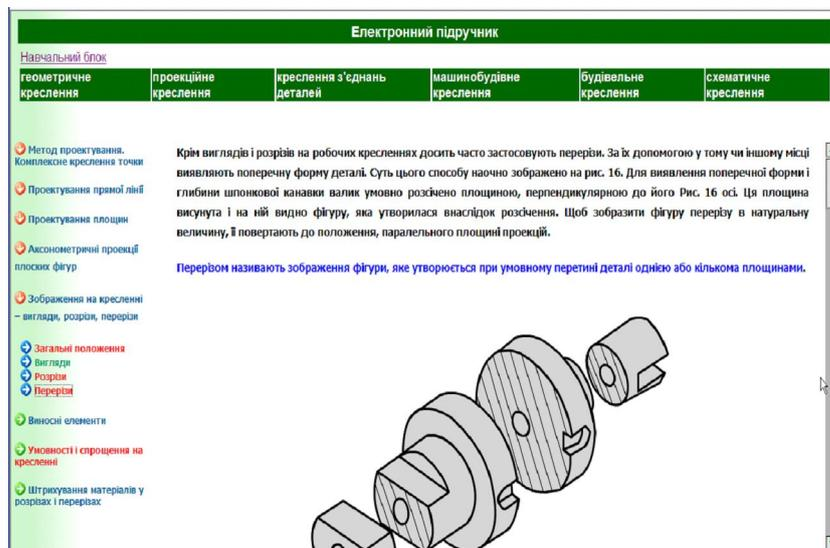 Електронний підручник
Навчальний блок
геометричне креслення
проекційне креслення
креслення з'єднань деталей
машинобудівне креслення
будівельне креслення
схематичне креслення
Метод проектування.
Комплексне креслення точки
Проектування прямої лінії
Проектування площин
Аксонометричні проекції
плоских фігур
Зображення на кресленні
– вигляди, розрізи, перерізи
Загальні положення
Вигляди
Розрізи
Перерізи
Виносні елементи
Умовності і спрощення на
кресленні
Штрихування матеріалів у
розрізах і перерізах
Крім виглядів і розрізів на робочих кресленнях досить часто застосовують перерізи. За їх допомогою у тому чи іншому місці
виявляють поперечну форму деталі. Суть цього способу наочно зображено на рис. 16. Для виявлення поперечної форми і
глибини шпонкової канавки валик умовно розсічено площиною, перпендикулярною до його Рис. 16 осі. Ця площина
висунута і на ній видно фігуру, яка утворилася внаслідок розсічення. Щоб зобразити фігуру перерізу в натуральну
величину, її повертають до положення, паралельного площині проекцій.
Перерізом називають зображення фігури, яке утворюється при умовному перетині деталі однією або кількома площинами.